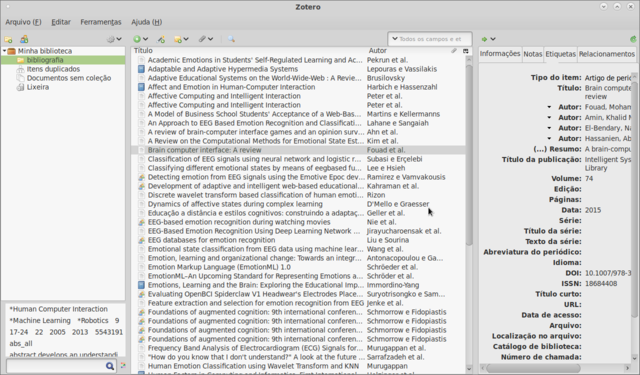 Zotero
Arquivo (F) Editar Ferramentas Ajuda (H)
Todos os campos e et
Minha biblioteca
bibliografia
Itens duplicados
Documentos sem coleção
Lixeira
*Human Computer Interaction
*Machine Learning *Robotics 9
17-24 22 2005 2013 5543191
abs_all
abstract develops an understandi
Título Autor
Academic Emotions in Students' Self-Regulated Learning and Ac... Pekrun et al.
Adaptable and Adaptive Hypermedia Systems Lepouras e Vassilakis
Adaptive Educational Systems on the World-Wide-Web : A Revie... Brusilovsky
Affect and Emotion in Human-Computer Interaction Harbich e Hassenzahl
Affective Computing and Intelligent Interaction Peter et al.
Affective Computing and Intelligent Interaction Peter et al.
A Model of Business School Students' Acceptance of a Web-Bas... Martins e Kellermanns
An Approach to EEG Based Emotion Recognition and Classificati... Lahane e Sangaiah
A review of brain-computer interface games and an opinion surv... Ahn et al.
A Review on the Computational Methods for Emotional State Est... Kim et al.
Brain computer interface: A review Fouad et al.
Classification of EEG signals using neural network and logistic r... Subasi e Erçelebi
Classifying different emotional states by means of eegbased fu... Lee e Hsieh
Detecting emotion from EEG signals using the Emotive Epoc dev... Ramirez e Vamvakousis
Development of adaptive and intelligent web-based educational... Kahraman et al.
Discrete wavelet transform based classification of human emoti... Rizon
Dynamics of affective states during complex learning D'Mello e Graesser
Educação a distância e estilos cognitivos: construindo a adaptaç... Geller et al.
EEG-based emotion recognition during watching movies Nie et al.
EEG-Based Emotion Recognition Using Deep Learning Network ... Jirayucharoensak et al.
EEG databases for emotion recognition Liu e Sourina
Emotional state classification from EEG data using machine lear... Wang et al.
Emotion, learning and organizational change: Towards an integr... Antonacopoulou e Ga...
Emotion Markup Language (EmotionML) 1.0 Schröder et al.
EmotionML–An Upcoming Standard for Representing Emotions a... Schröder et al.
Emotions, Learning and the Brain: Exploring the Educational Imp... Immordino-Yang
Evaluating OpenBCI Spiderclaw V1 Headwear's Electrodes Place... Suryotrisongko e Sam...
Feature extraction and selection for emotion recognition from EEG Jenke et al.
Foundations of augmented cognition: 9th international conferen... Schmorrow e Fidopiastis
Foundations of augmented cognition: 9th international conferen... Schmorrow e Fidopiastis
Foundations of augmented cognition: 9th international conferen... Schmorrow e Fidopiastis
Foundations of augmented cognition: 9th international conferen... Schmorrow e Fidopiastis
Frequency Band Analysis of Electrocardiogram (ECG) Signals for... Murugappan et al.
"How do you know that I don't understand?" A look at the future ... Sarrafzadeh et al.
Human Emotion Classification using Wavelet Transform and KNN Murugappan
Informações Notas Etiquetas Relacionamentos
Tipo do item: Artigo de perió
Título: Brain compute
review
Autor: Fouad, Moham
Autor: Amin, Khalid M
Autor: El-Bendary, Na
Autor: Hassanien, Ab
(...) Resumo: A brain-compu
Título da publicação: Intelligent Sys
Library
Volume: 74
Edição:
Páginas:
Data: 2015
Série:
Título da série:
Texto da série:
Abreviatura do periódico:
Idioma:
DOI: 10.1007/978-3
ISSN: 18684408
Título curto:
URL:
Data de acesso:
Arquivo:
Localização no arquivo:
Catálogo de biblioteca:
Número de chamada: